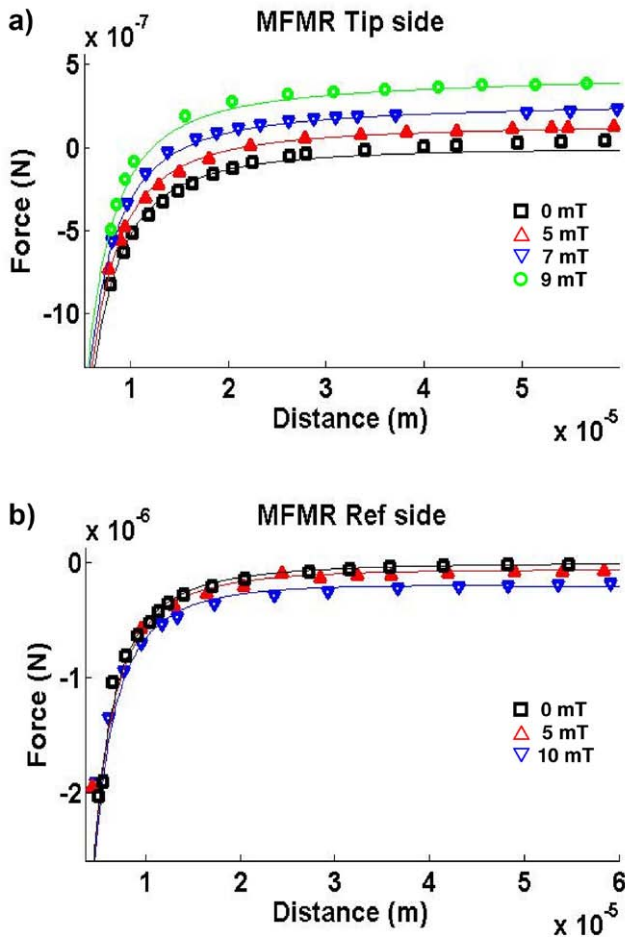 a)
MFMR Tip side
x 10⁻⁷
5
0
-5
-10
Force (N)
0 mT
5 mT
7 mT
9 mT
1 2 3 4 5
Distance (m)
x 10⁻⁵
b)
MFMR Ref side
x 10⁻⁶
0
-1
-2
Force (N)
0 mT
5 mT
10 mT
1 2 3 4 5 6
Distance (m)
x 10⁻⁵